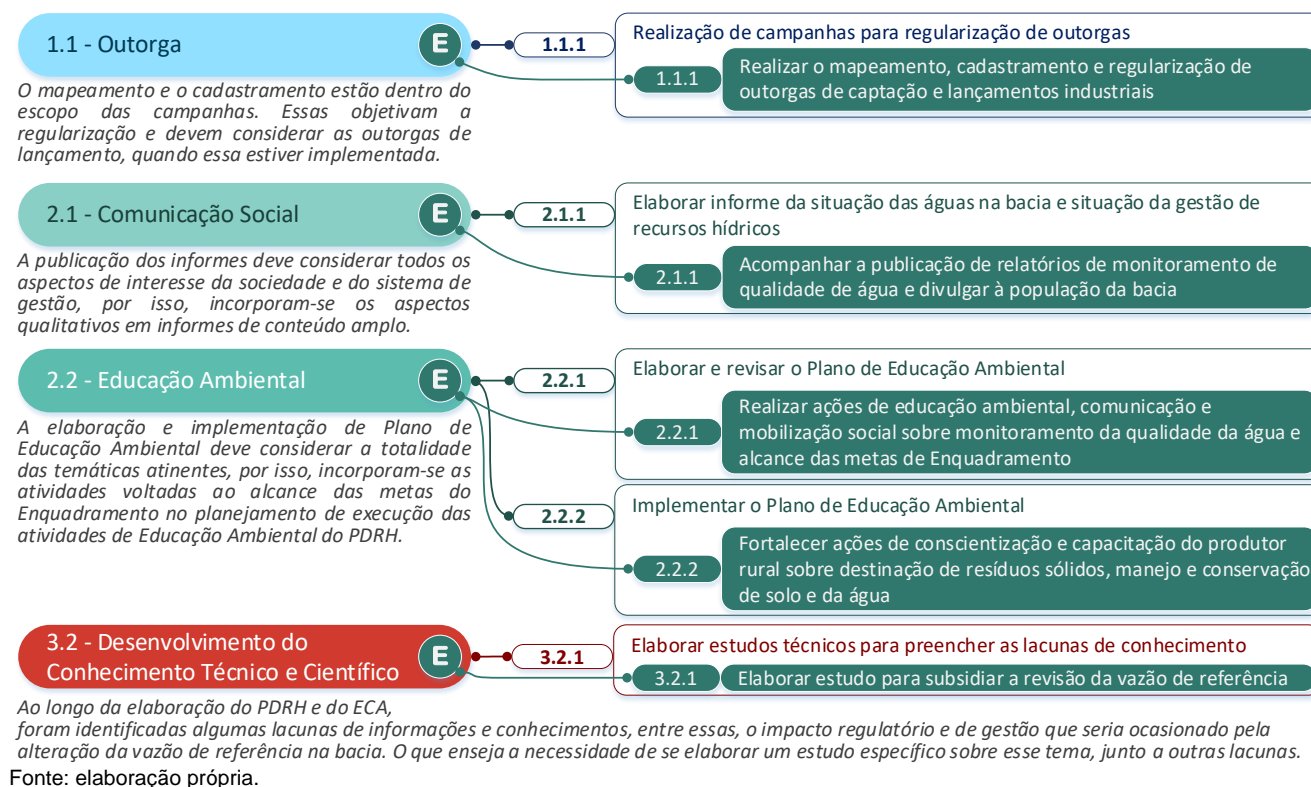 1.1 - Outorga
E
1.1.1
Realização de campanhas para regularização de outorgas
1.1.1
Realizar o mapeamento, cadastramento e regularização de
outorgas de captação e lançamentos industriais
O mapeamento e o cadastramento estão dentro do
escopo das campanhas. Essas objetivam a
regularização e devem considerar as outorgas de
lançamento, quando essa estiver implementada.
2.1 - Comunicação Social
E
2.1.1
Elaborar informe da situação das águas na bacia e situação da gestão de
recursos hídricos
2.1.1
Acompanhar a publicação de relatórios de monitoramento de
qualidade de água e divulgar à população da bacia
A publicação dos informes deve considerar todos os
aspectos de interesse da sociedade e do sistema de
gestão, por isso, incorporam-se os aspectos
qualitativos em informes de conteúdo amplo.
2.2 - Educação Ambiental
E
2.2.1
Elaborar e revisar o Plano de Educação Ambiental
2.2.1
Realizar ações de educação ambiental, comunicação e
mobilização social sobre monitoramento da qualidade da água e
alcance das metas de Enquadramento
A elaboração e implementação de Plano de
Educação Ambiental deve considerar a totalidade
das temáticas atinentes, por isso, incorporam-se as
atividades voltadas ao alcance das metas do
Enquadramento no planejamento de execução das
atividades de Educação Ambiental do PDRH.
2.2.2
Implementar o Plano de Educação Ambiental
2.2.2
Fortalecer ações de conscientização e capacitação do produtor
rural sobre destinação de resíduos sólidos, manejo e conservação
de solo e da água
3.2 - Desenvolvimento do
Conhecimento Técnico e Científico
E
3.2.1
Elaborar estudos técnicos para preencher as lacunas de conhecimento
3.2.1
Elaborar estudo para subsidiar a revisão da vazão de referência
Ao longo da elaboração do PDRH e do ECA,
foram identificadas algumas lacunas de informações e conhecimentos, entre essas, o impacto regulatório e de gestão que seria ocasionado pela
alteração da vazão de referência na bacia. O que enseja a necessidade de se elaborar um estudo específico sobre esse tema, junto a outras lacunas.
Fonte: elaboração própria.